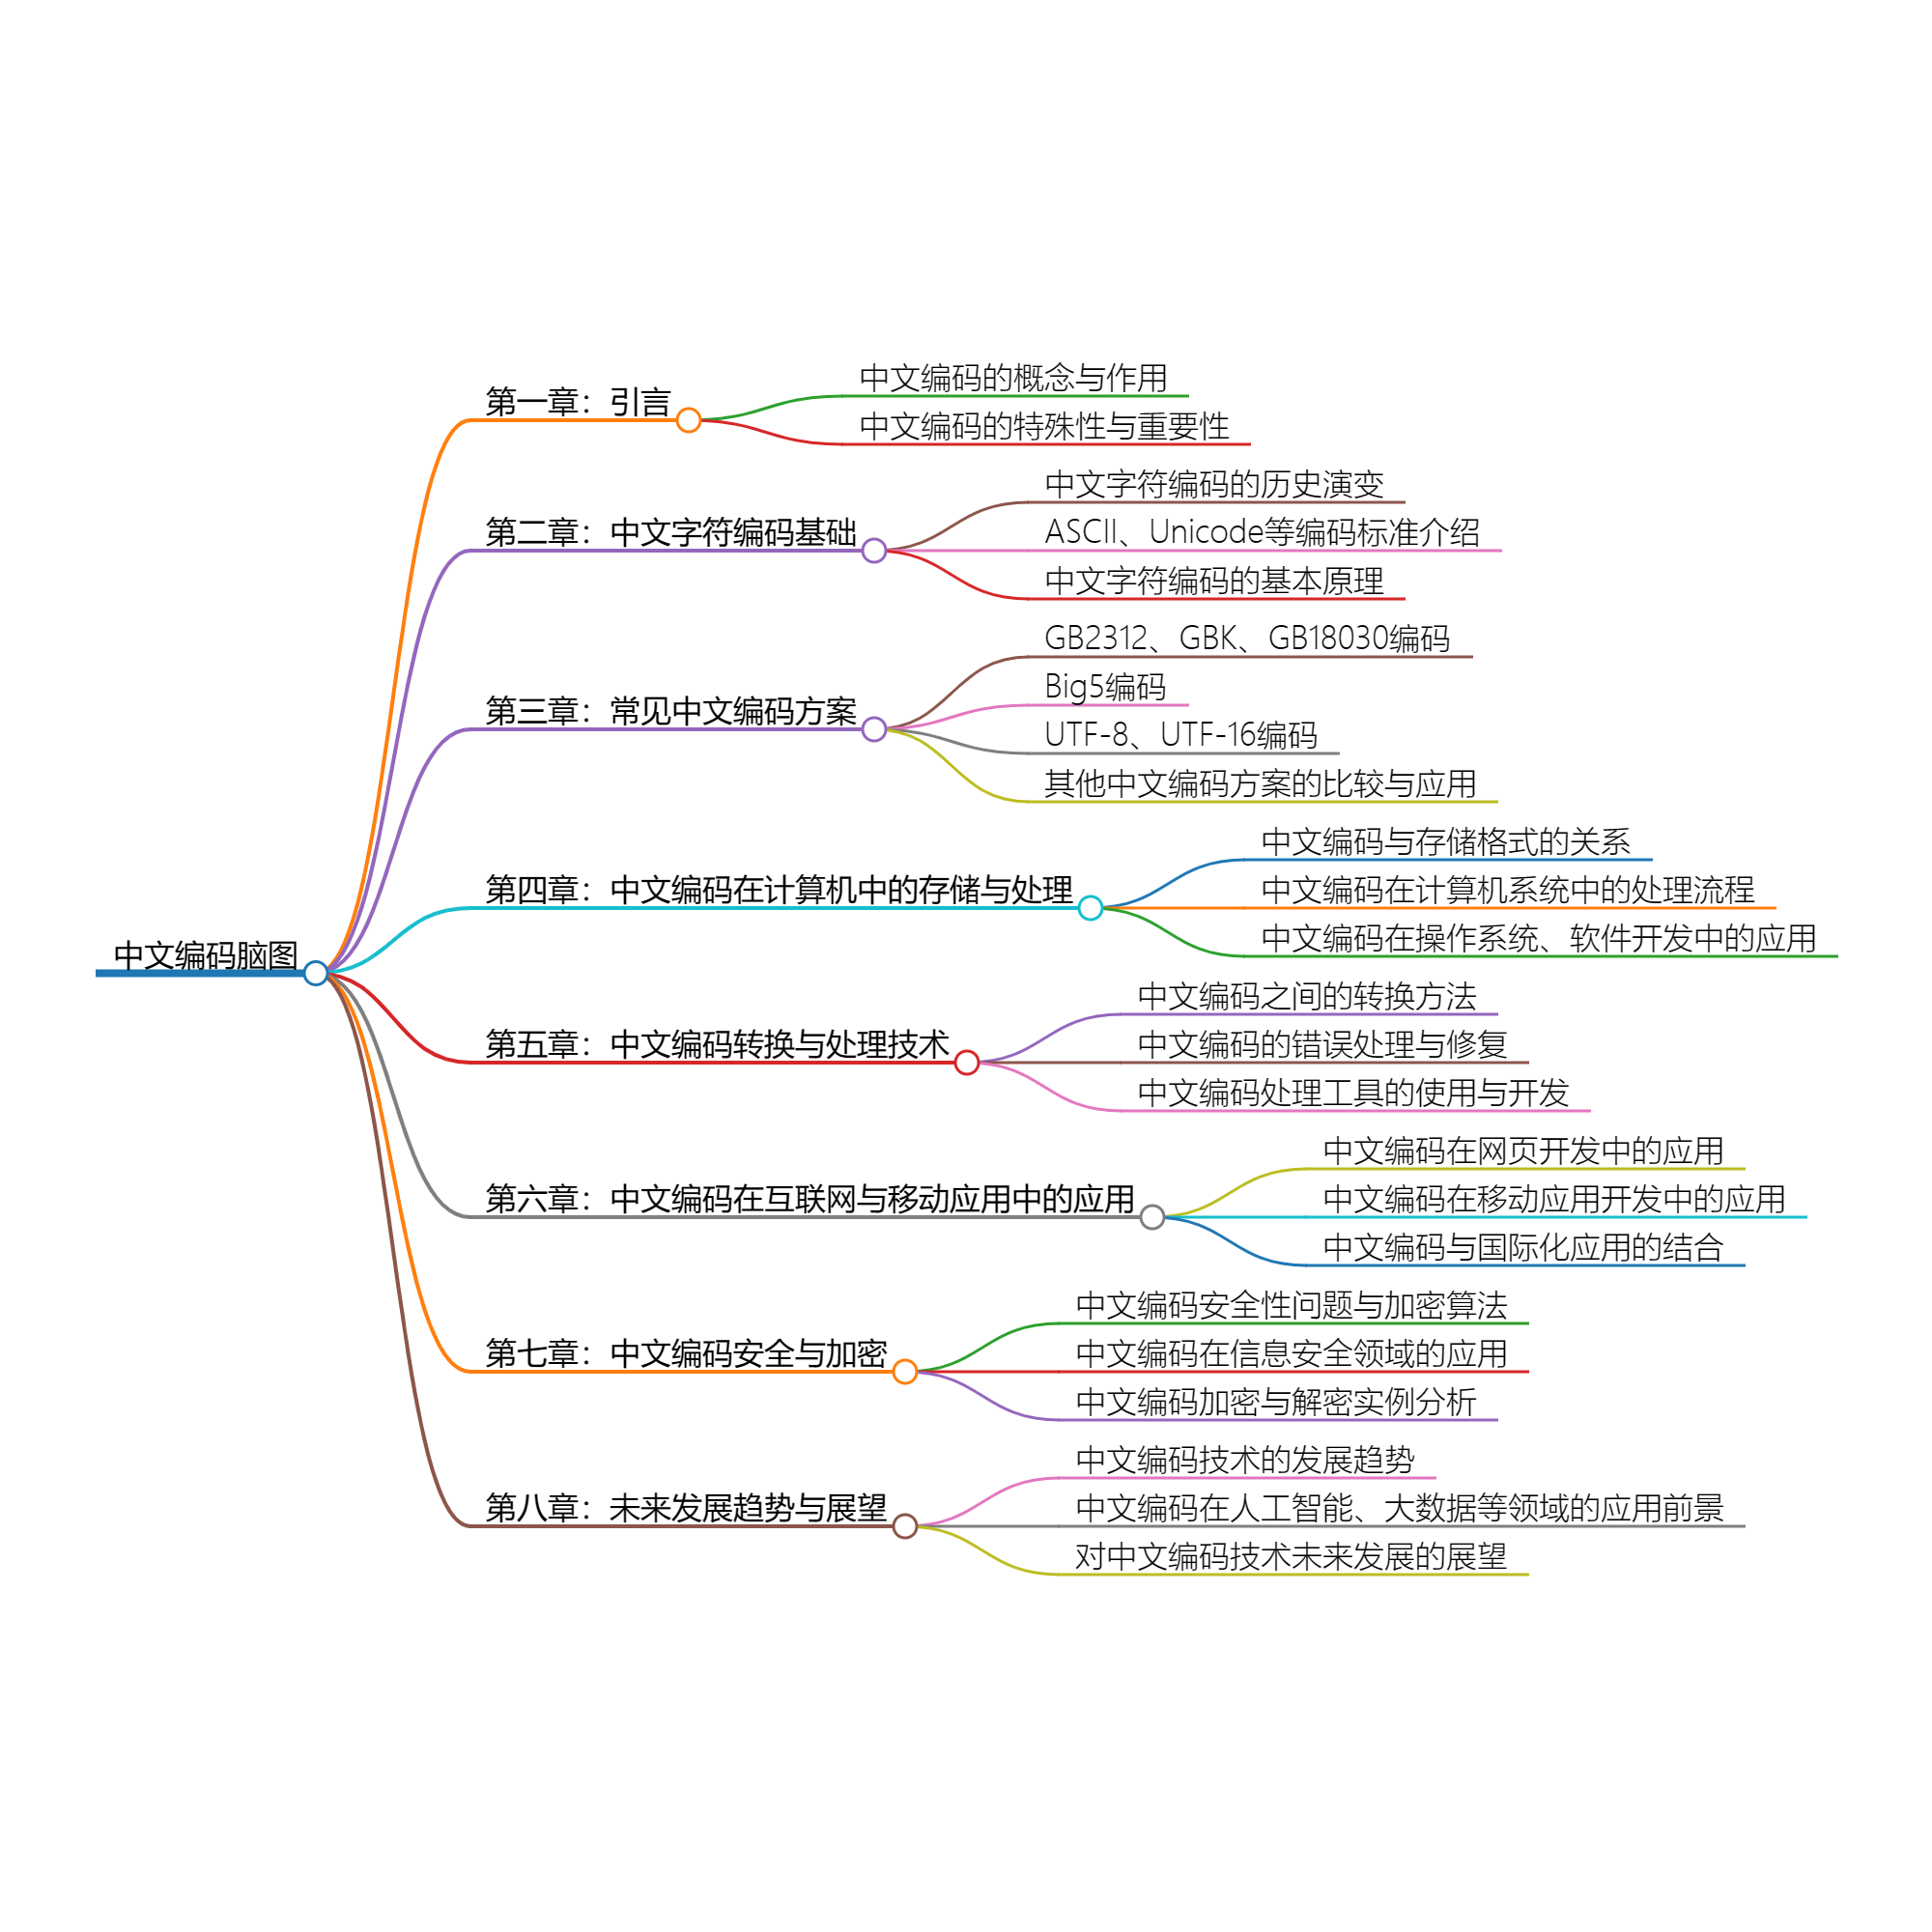 中文编码脑图
第一章：引言
中文编码的概念与作用
中文编码的特殊性与重要性
第二章：中文字符编码基础
中文字符编码的历史演变
ASCII、Unicode等编码标准介绍
中文字符编码的基本原理
第三章：常见中文编码方案
GB2312、GBK、GB18030编码
Big5编码
UTF-8、UTF-16编码
其他中文编码方案的比较与应用
第四章：中文编码在计算机中的存储与处理
中文编码与存储格式的关系
中文编码在计算机系统中的处理流程
中文编码在操作系统、软件开发中的应用
第五章：中文编码转换与处理技术
中文编码之间的转换方法
中文编码的错误处理与修复
中文编码处理工具的使用与开发
第六章：中文编码在互联网与移动应用中的应用
中文编码在网页开发中的应用
中文编码在移动应用开发中的应用
中文编码与国际化应用的结合
第七章：中文编码安全与加密
中文编码安全性问题与加密算法
中文编码在信息安全领域的应用
中文编码加密与解密实例分析
第八章：未来发展趋势与展望
中文编码技术的发展趋势
中文编码在人工智能、大数据等领域的应用前景
对中文编码技术未来发展的展望